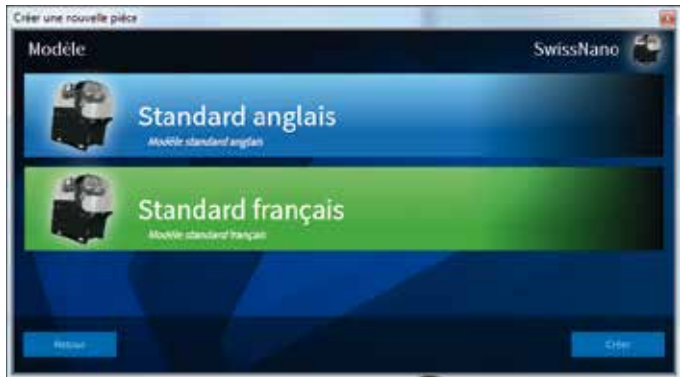 Créer une nouvelle pièce
Modèle
SwissNano
Standard anglais
Modèle standard anglais
Standard français
Modèle standard français
Retour
Créer